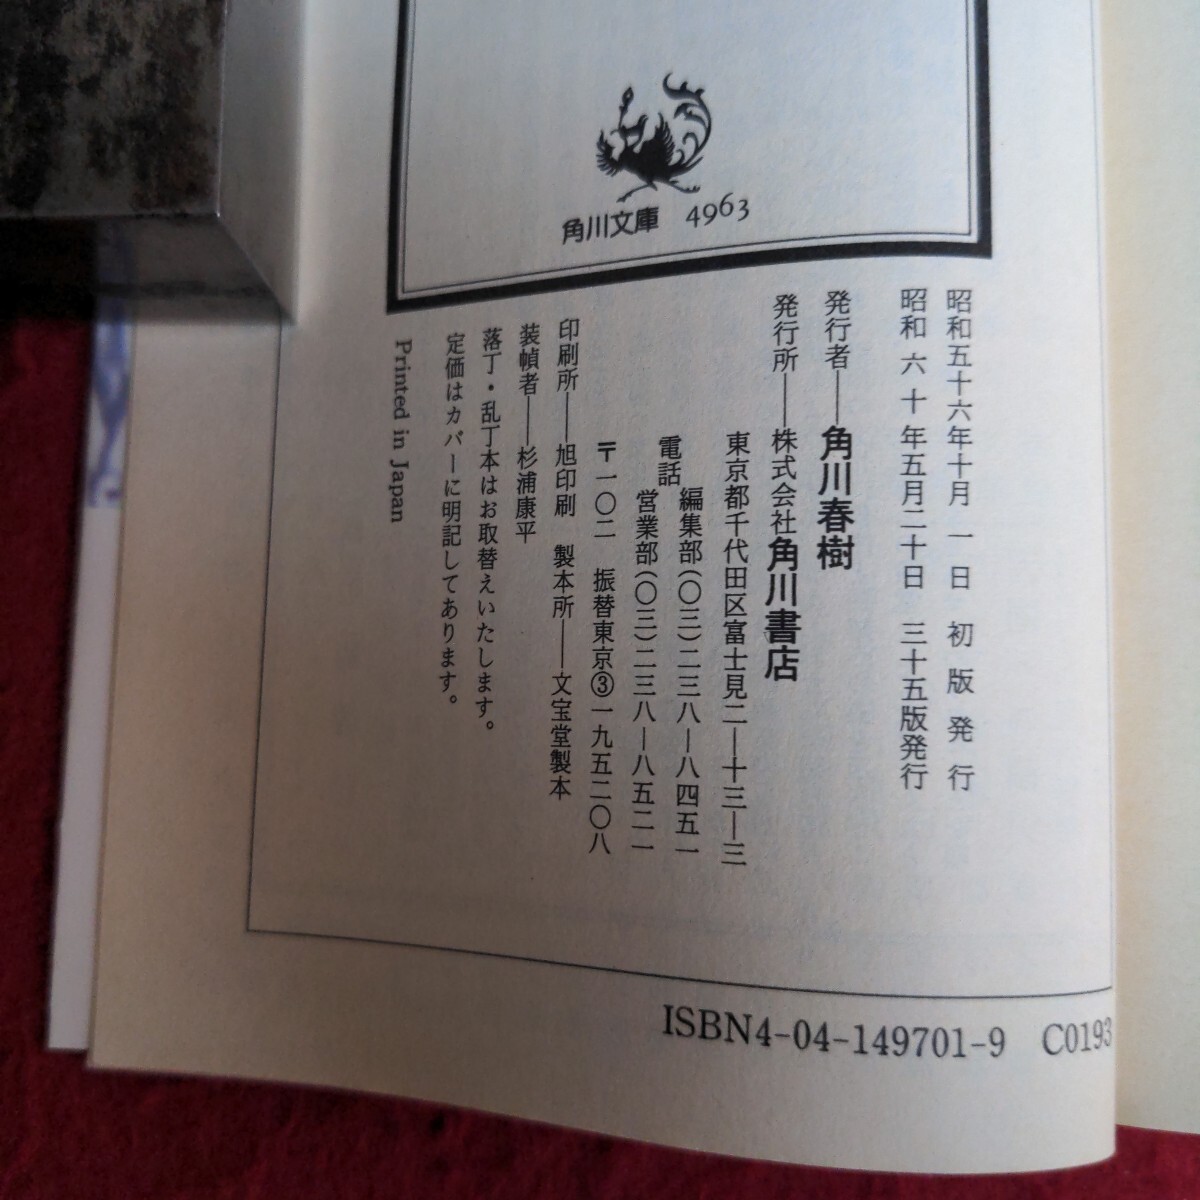 角川文庫 4963
昭和五十六年十月 一日 初版発行
昭和 六十 年五月二十日 三十五版発行
発行者――角川春樹
発行所――株式会社角川書店
東京都千代田区富士見二―十三―三
電話 編集部(〇三)二三八―八四五一
営業部(〇三)二三八―八五二一
〒一〇二 振替東京③一九五二〇八
印刷所――旭印刷 製本所――文宝堂製本
装幀者――杉浦康平
落丁・乱丁本はお取替えいたします。
定価はカバーに明記してあります。
Printed in Japan
ISBN4-04-149701-9 C0193